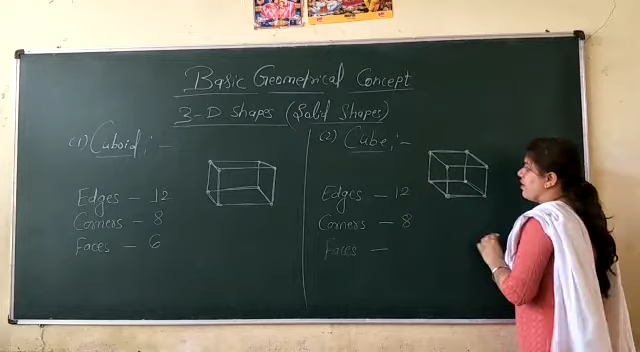 Basic Geometrical Concept
3-D Shapes (Solid Shapes)
(1) Cuboid :-
Edges - 12
Corners - 8
Faces - 6
(2) Cube :-
Edges - 12
Corners - 8
Faces -